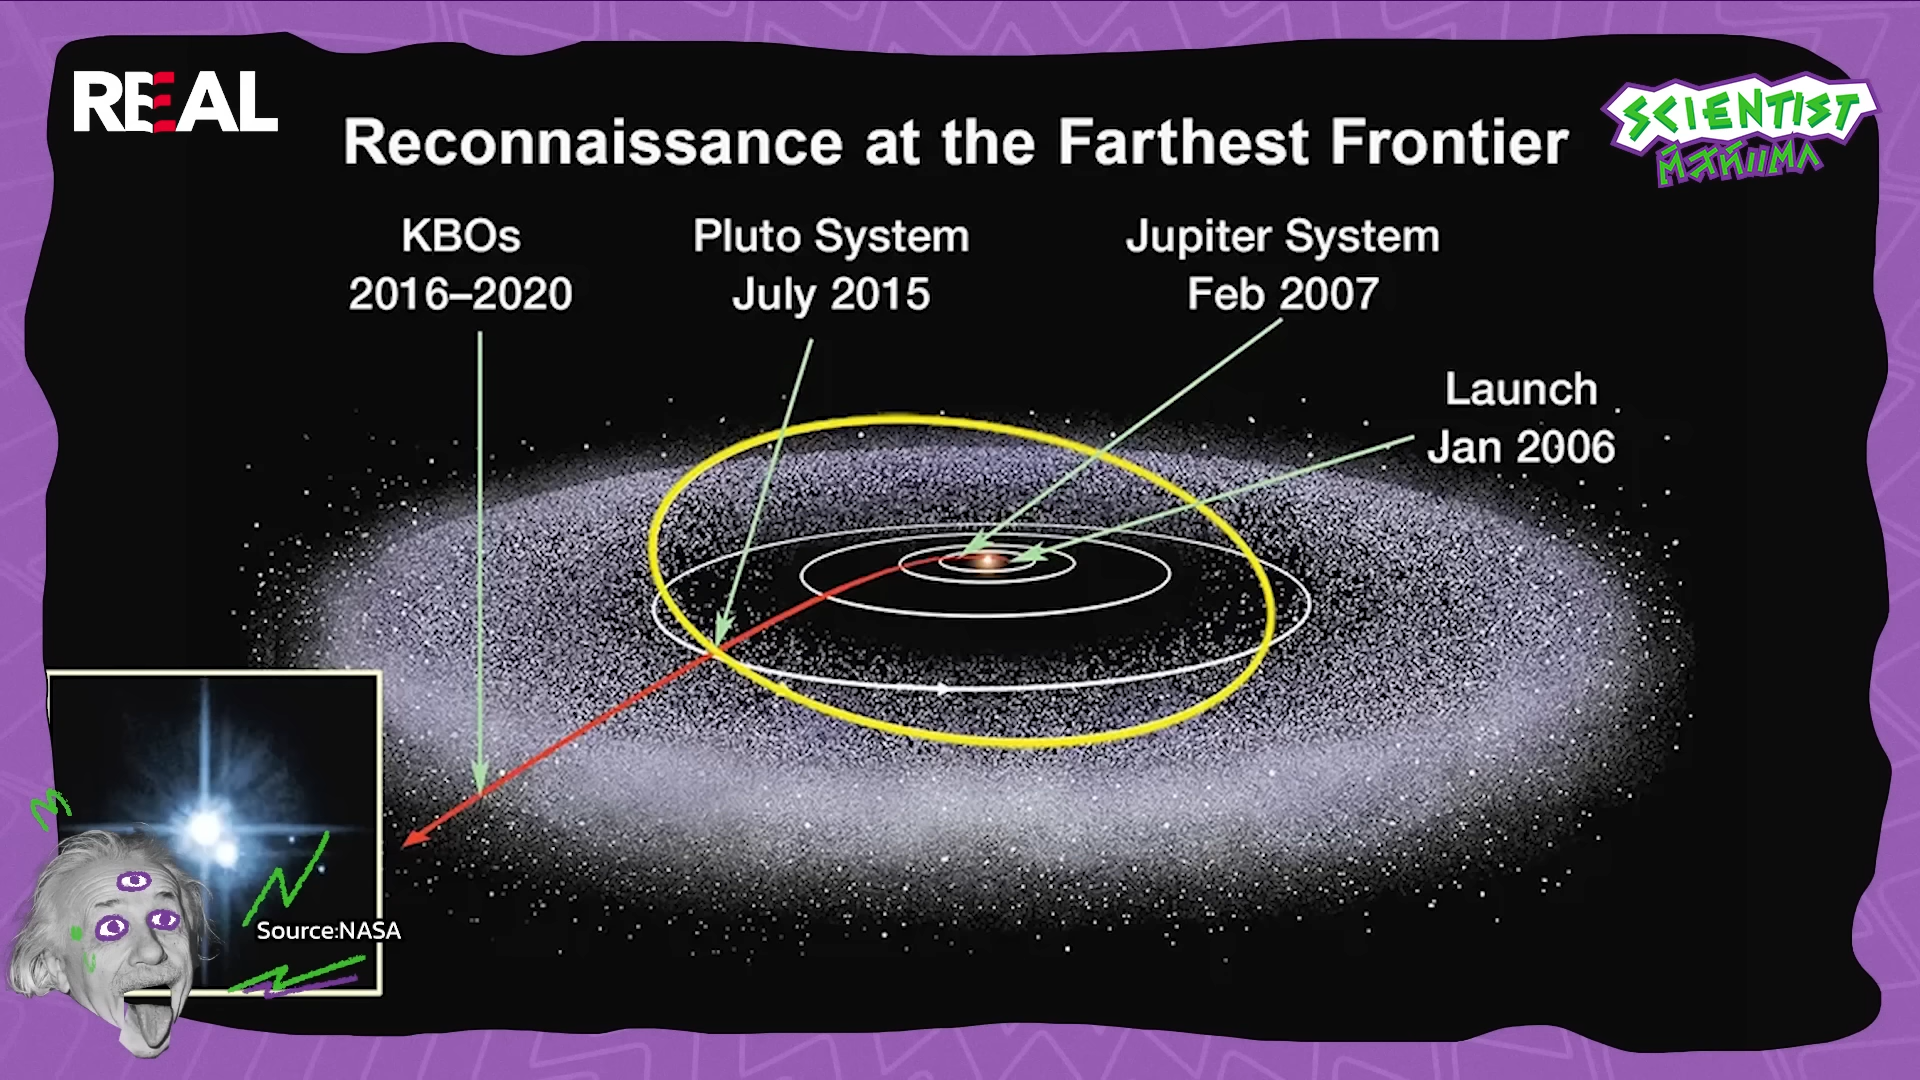 REAL
SCIENTIST
Reconnaissance at the Farthest Frontier
KBOs
2016–2020
Pluto System
July 2015
Jupiter System
Feb 2007
Launch
Jan 2006
Source:NASA